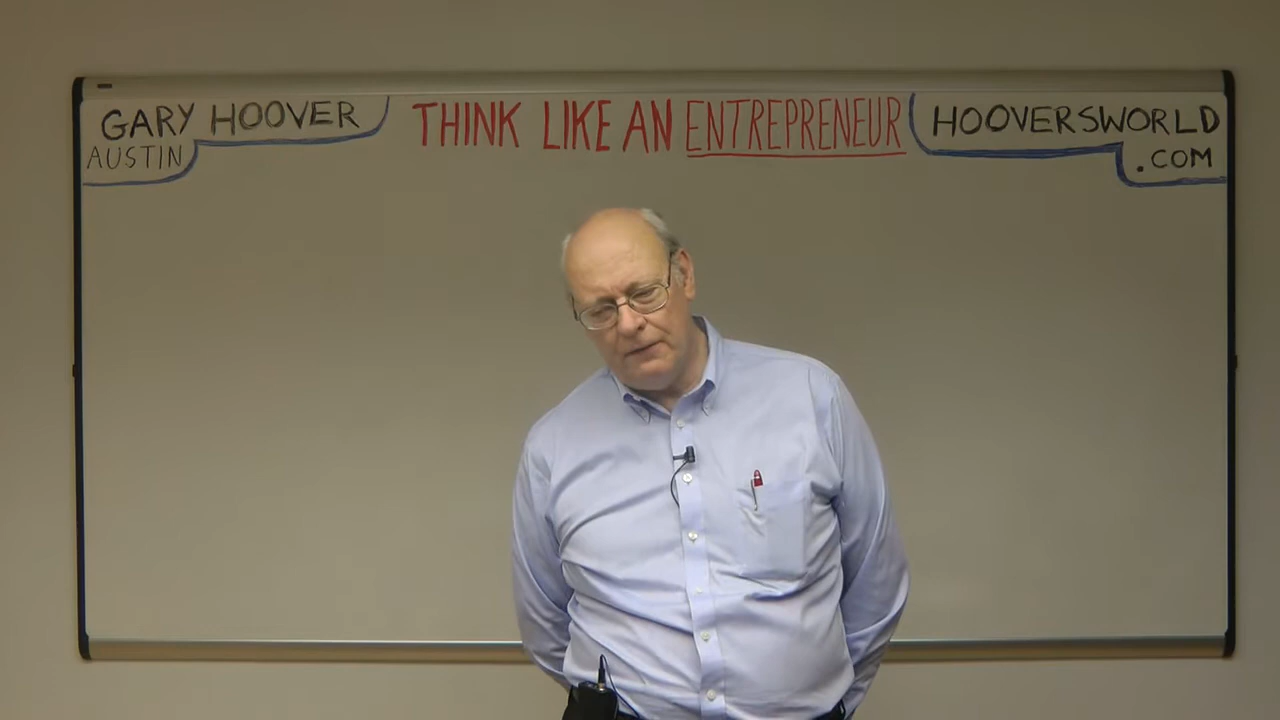 GARY HOOVER
AUSTIN
THINK LIKE AN ENTREPRENEUR
HOOVERSWORLD
.COM